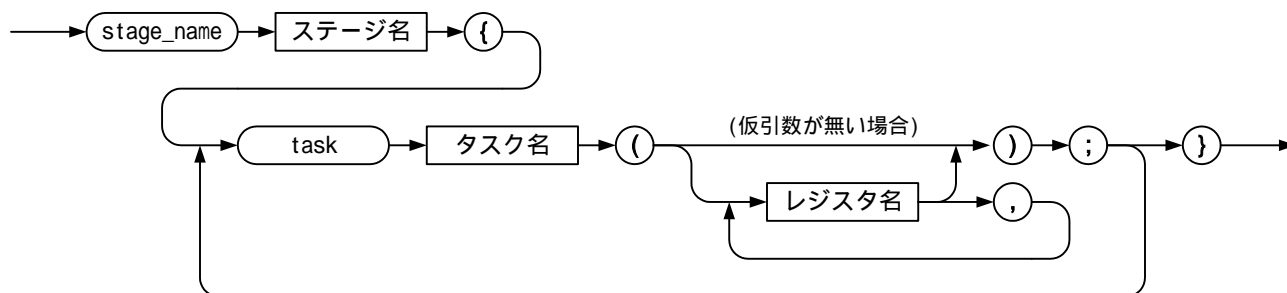 stage_name ステージ名 {
(仮引数が無い場合)
task タスク名 ( ) ; }
レジスタ名 ,